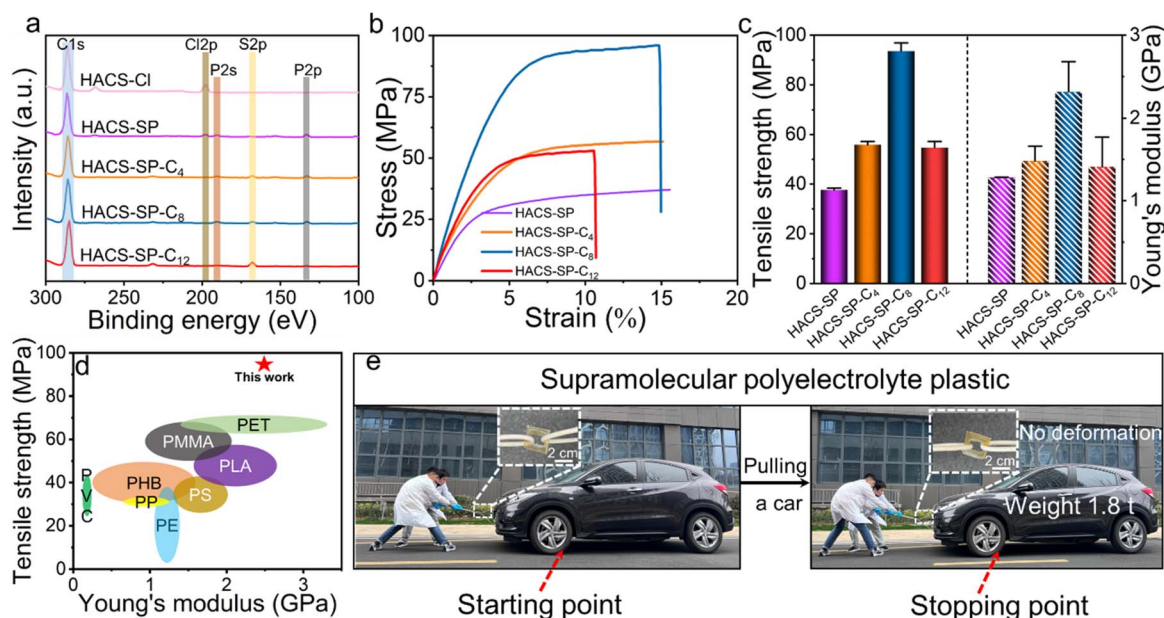 a
C1s
Cl2p
S2p
P2s
P2p
HACS-Cl
HACS-SP
HACS-SP-C₄
HACS-SP-C₈
HACS-SP-C₁₂
Intensity (a.u.)
300 250 200 150 100
Binding energy (eV)
b
Stress (MPa)
100
75
50
25
0
HACS-SP
HACS-SP-C₄
HACS-SP-C₈
HACS-SP-C₁₂
0 5 10 15 20
Strain (%)
c
Tensile strength (MPa)
100
80
60
40
20
0
3
2
1
0
Young's modulus (GPa)
HACS-SP
HACS-SP-C₄
HACS-SP-C₈
HACS-SP-C₁₂
HACS-SP
HACS-SP-C₄
HACS-SP-C₈
HACS-SP-C₁₂
d
Tensile strength (MPa)
100
80
60
40
20
0
This work
PET
PMMA
PLA
PVC
PHB
PP
PS
PE
0 1 2 3
Young's modulus (GPa)
e
Supramolecular polyelectrolyte plastic
2 cm
Pulling
a car
2 cm
No deformation
Weight 1.8 t
Starting point
Stopping point